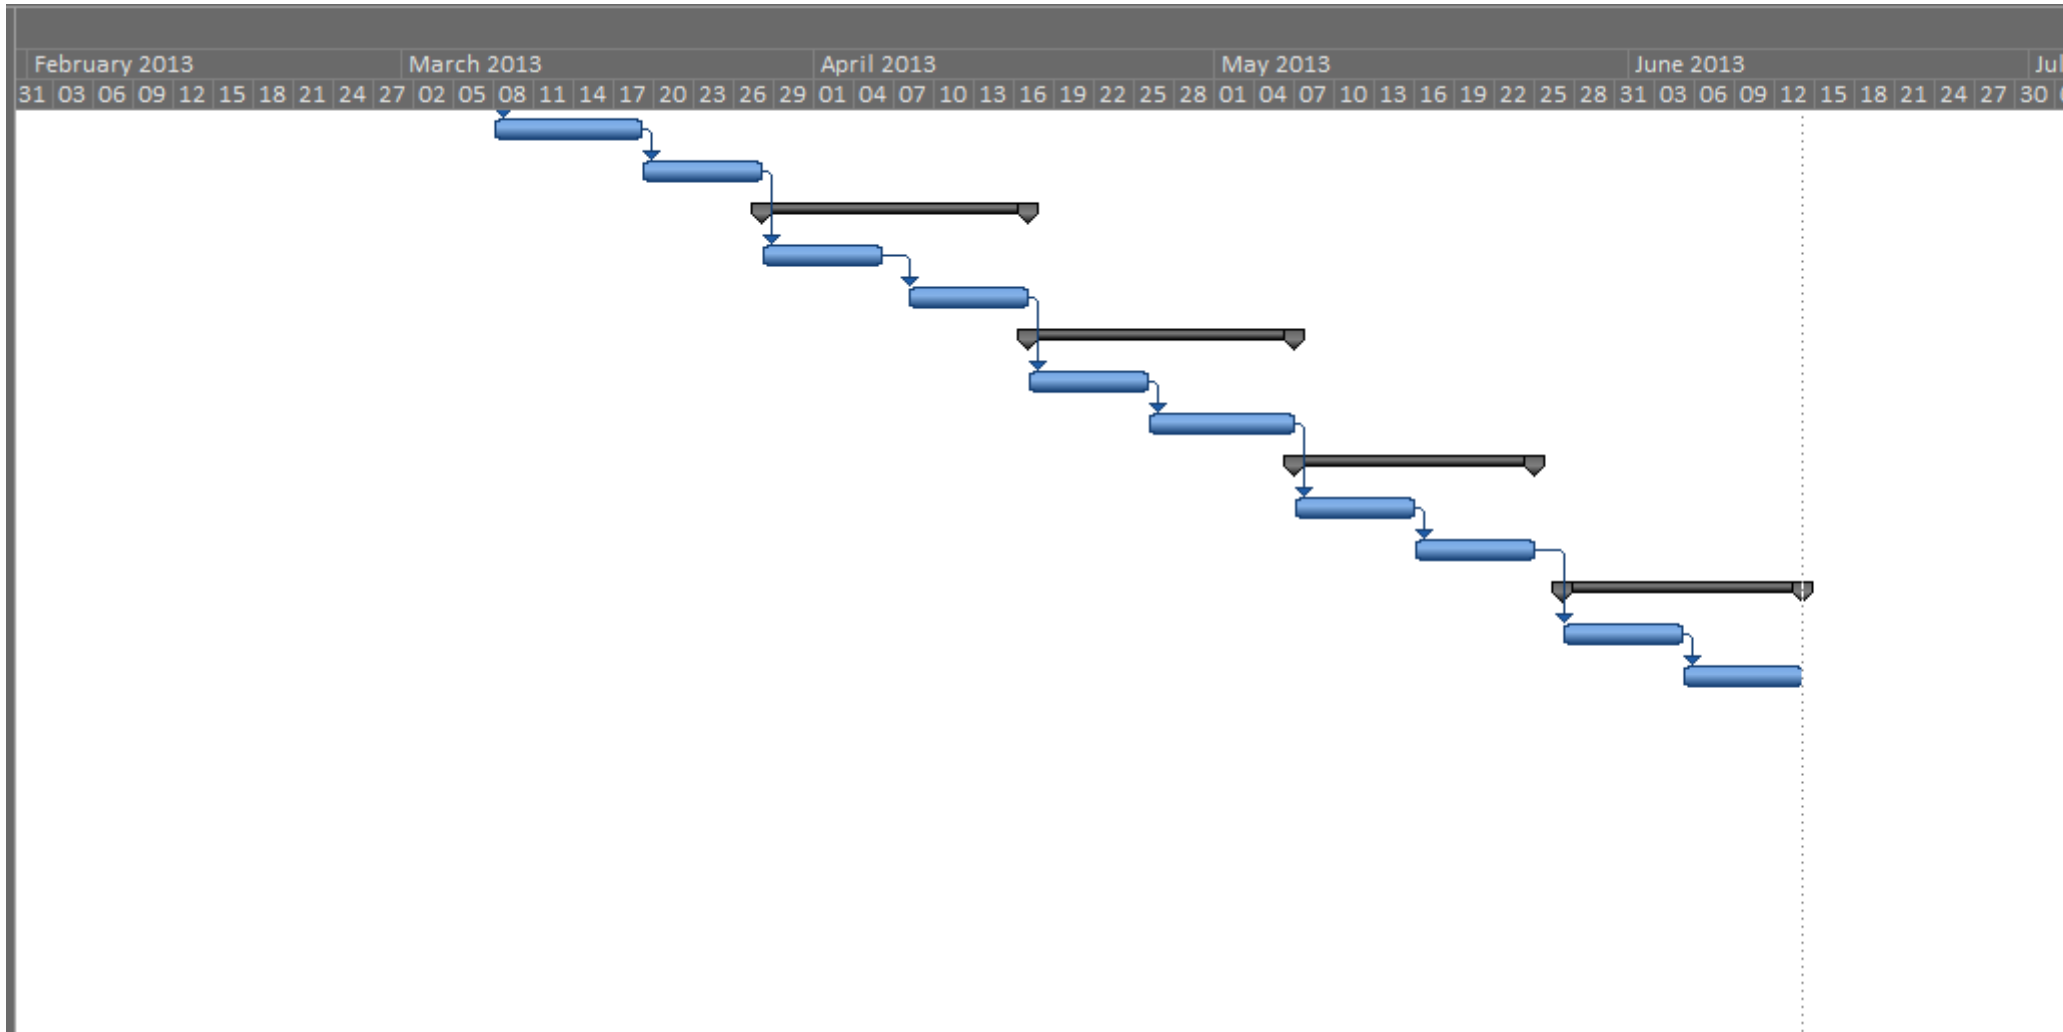 February 2013 March 2013 April 2013 May 2013 June 2013 Jul
31 03 06 09 12 15 18 21 24 27 02 05 08 11 14 17 20 23 26 29 01 04 07 10 13 16 19 22 25 28 01 04 07 10 13 16 19 22 25 28 31 03 06 09 12 15 18 21 24 27 30